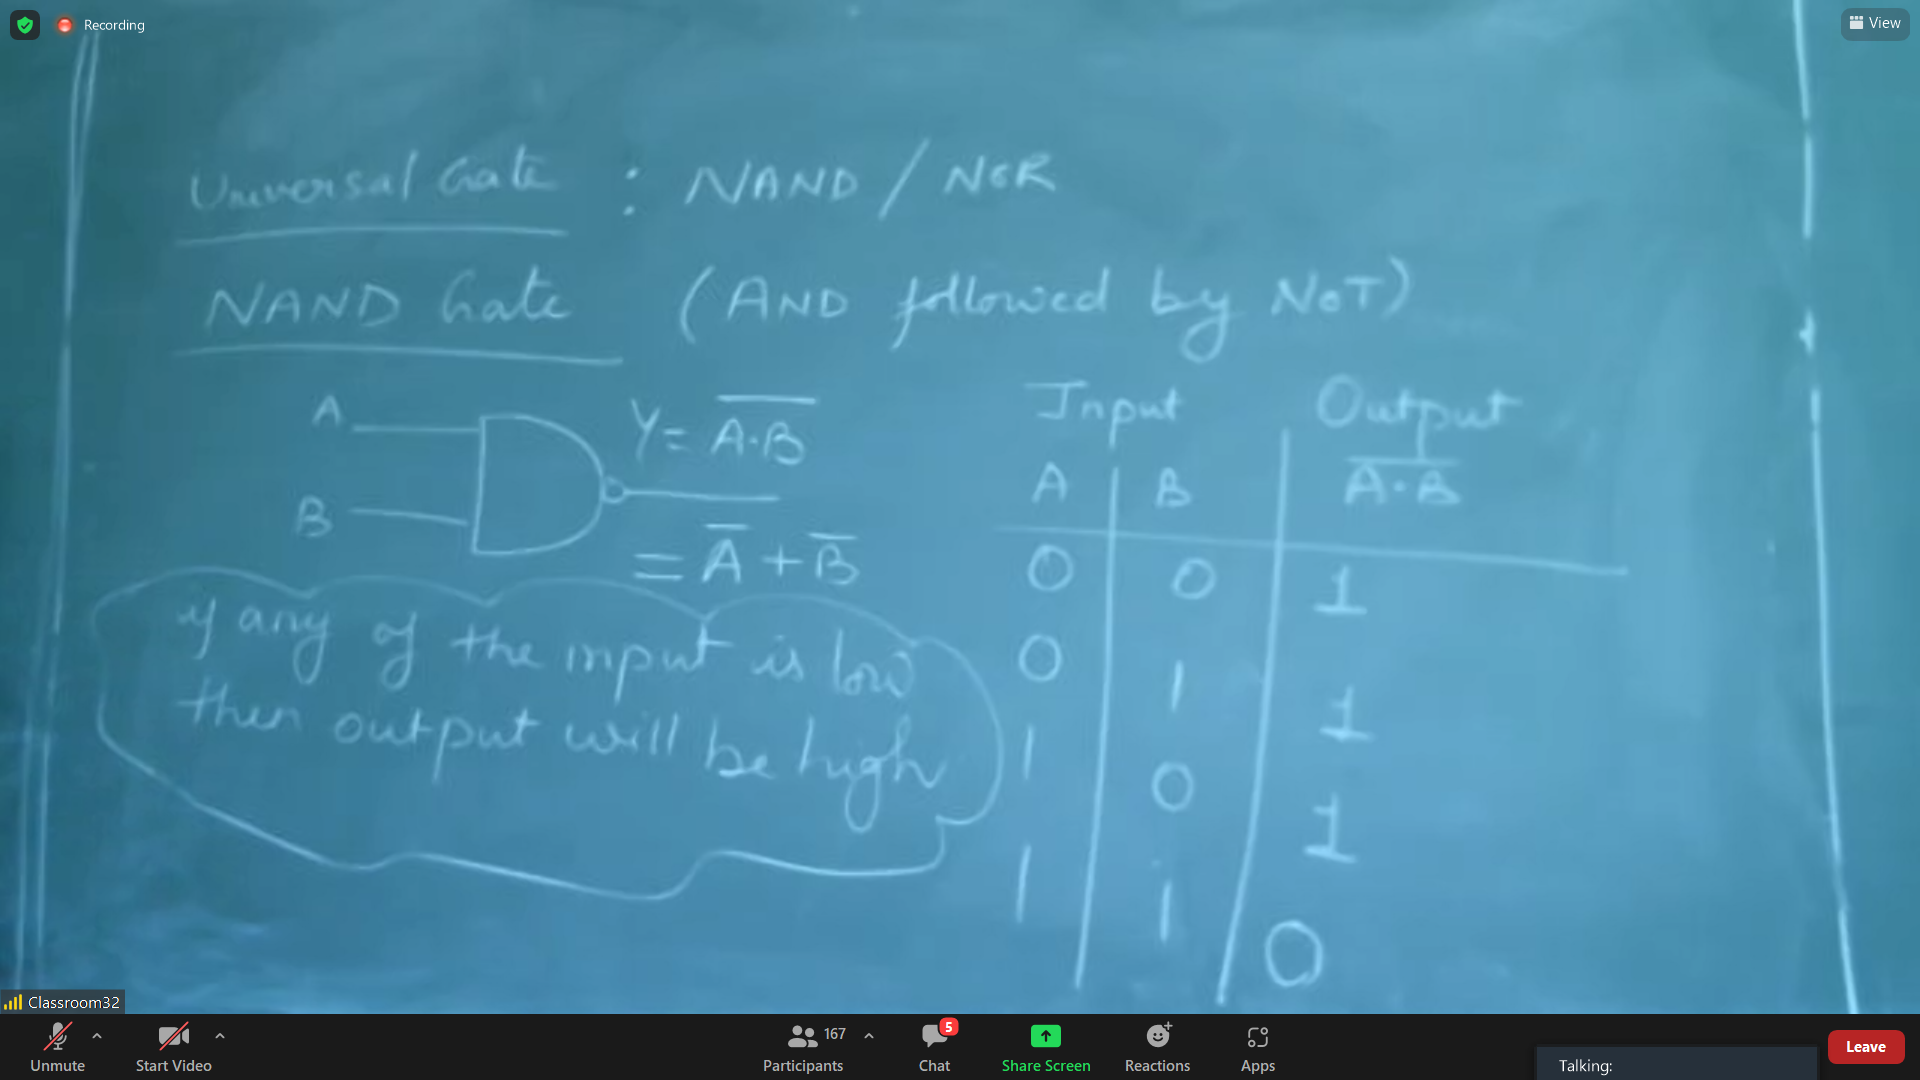 Recording
View
Universal Gate : NAND / NOR
NAND Gate (AND followed by NOT)
A
B
Y = \overline{A·B}
= \overline{A} + \overline{B}
if any of the input is low
then output will be high
Input Output
A B \overline{A·B}
0 0 1
0 1 1
1 0 1
1 1 0
Classroom32
Unmute
Start Video
167
Participants
5
Chat
Share Screen
Reactions
Apps
Talking:
Leave